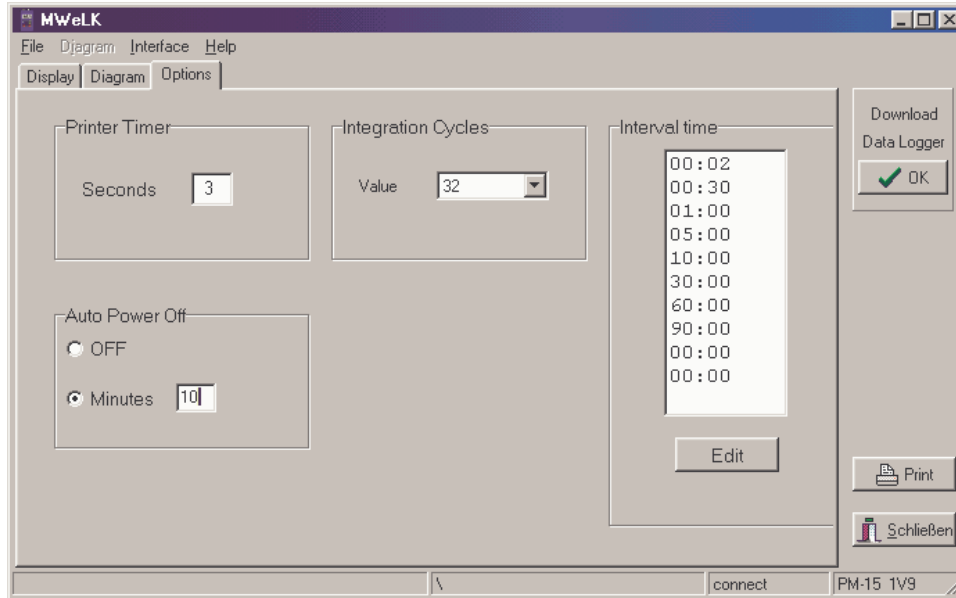 MWeLK
File Diagram Interface Help
Display Diagram Options
Printer Timer
Seconds 3
Integration Cycles
Value 32
Interval time
00:02
00:30
01:00
05:00
10:00
30:00
60:00
90:00
00:00
00:00
Edit
Auto Power Off
OFF
Minutes 10
Download
Data Logger
OK
Print
Schließen
\ connect PM-15 1V9